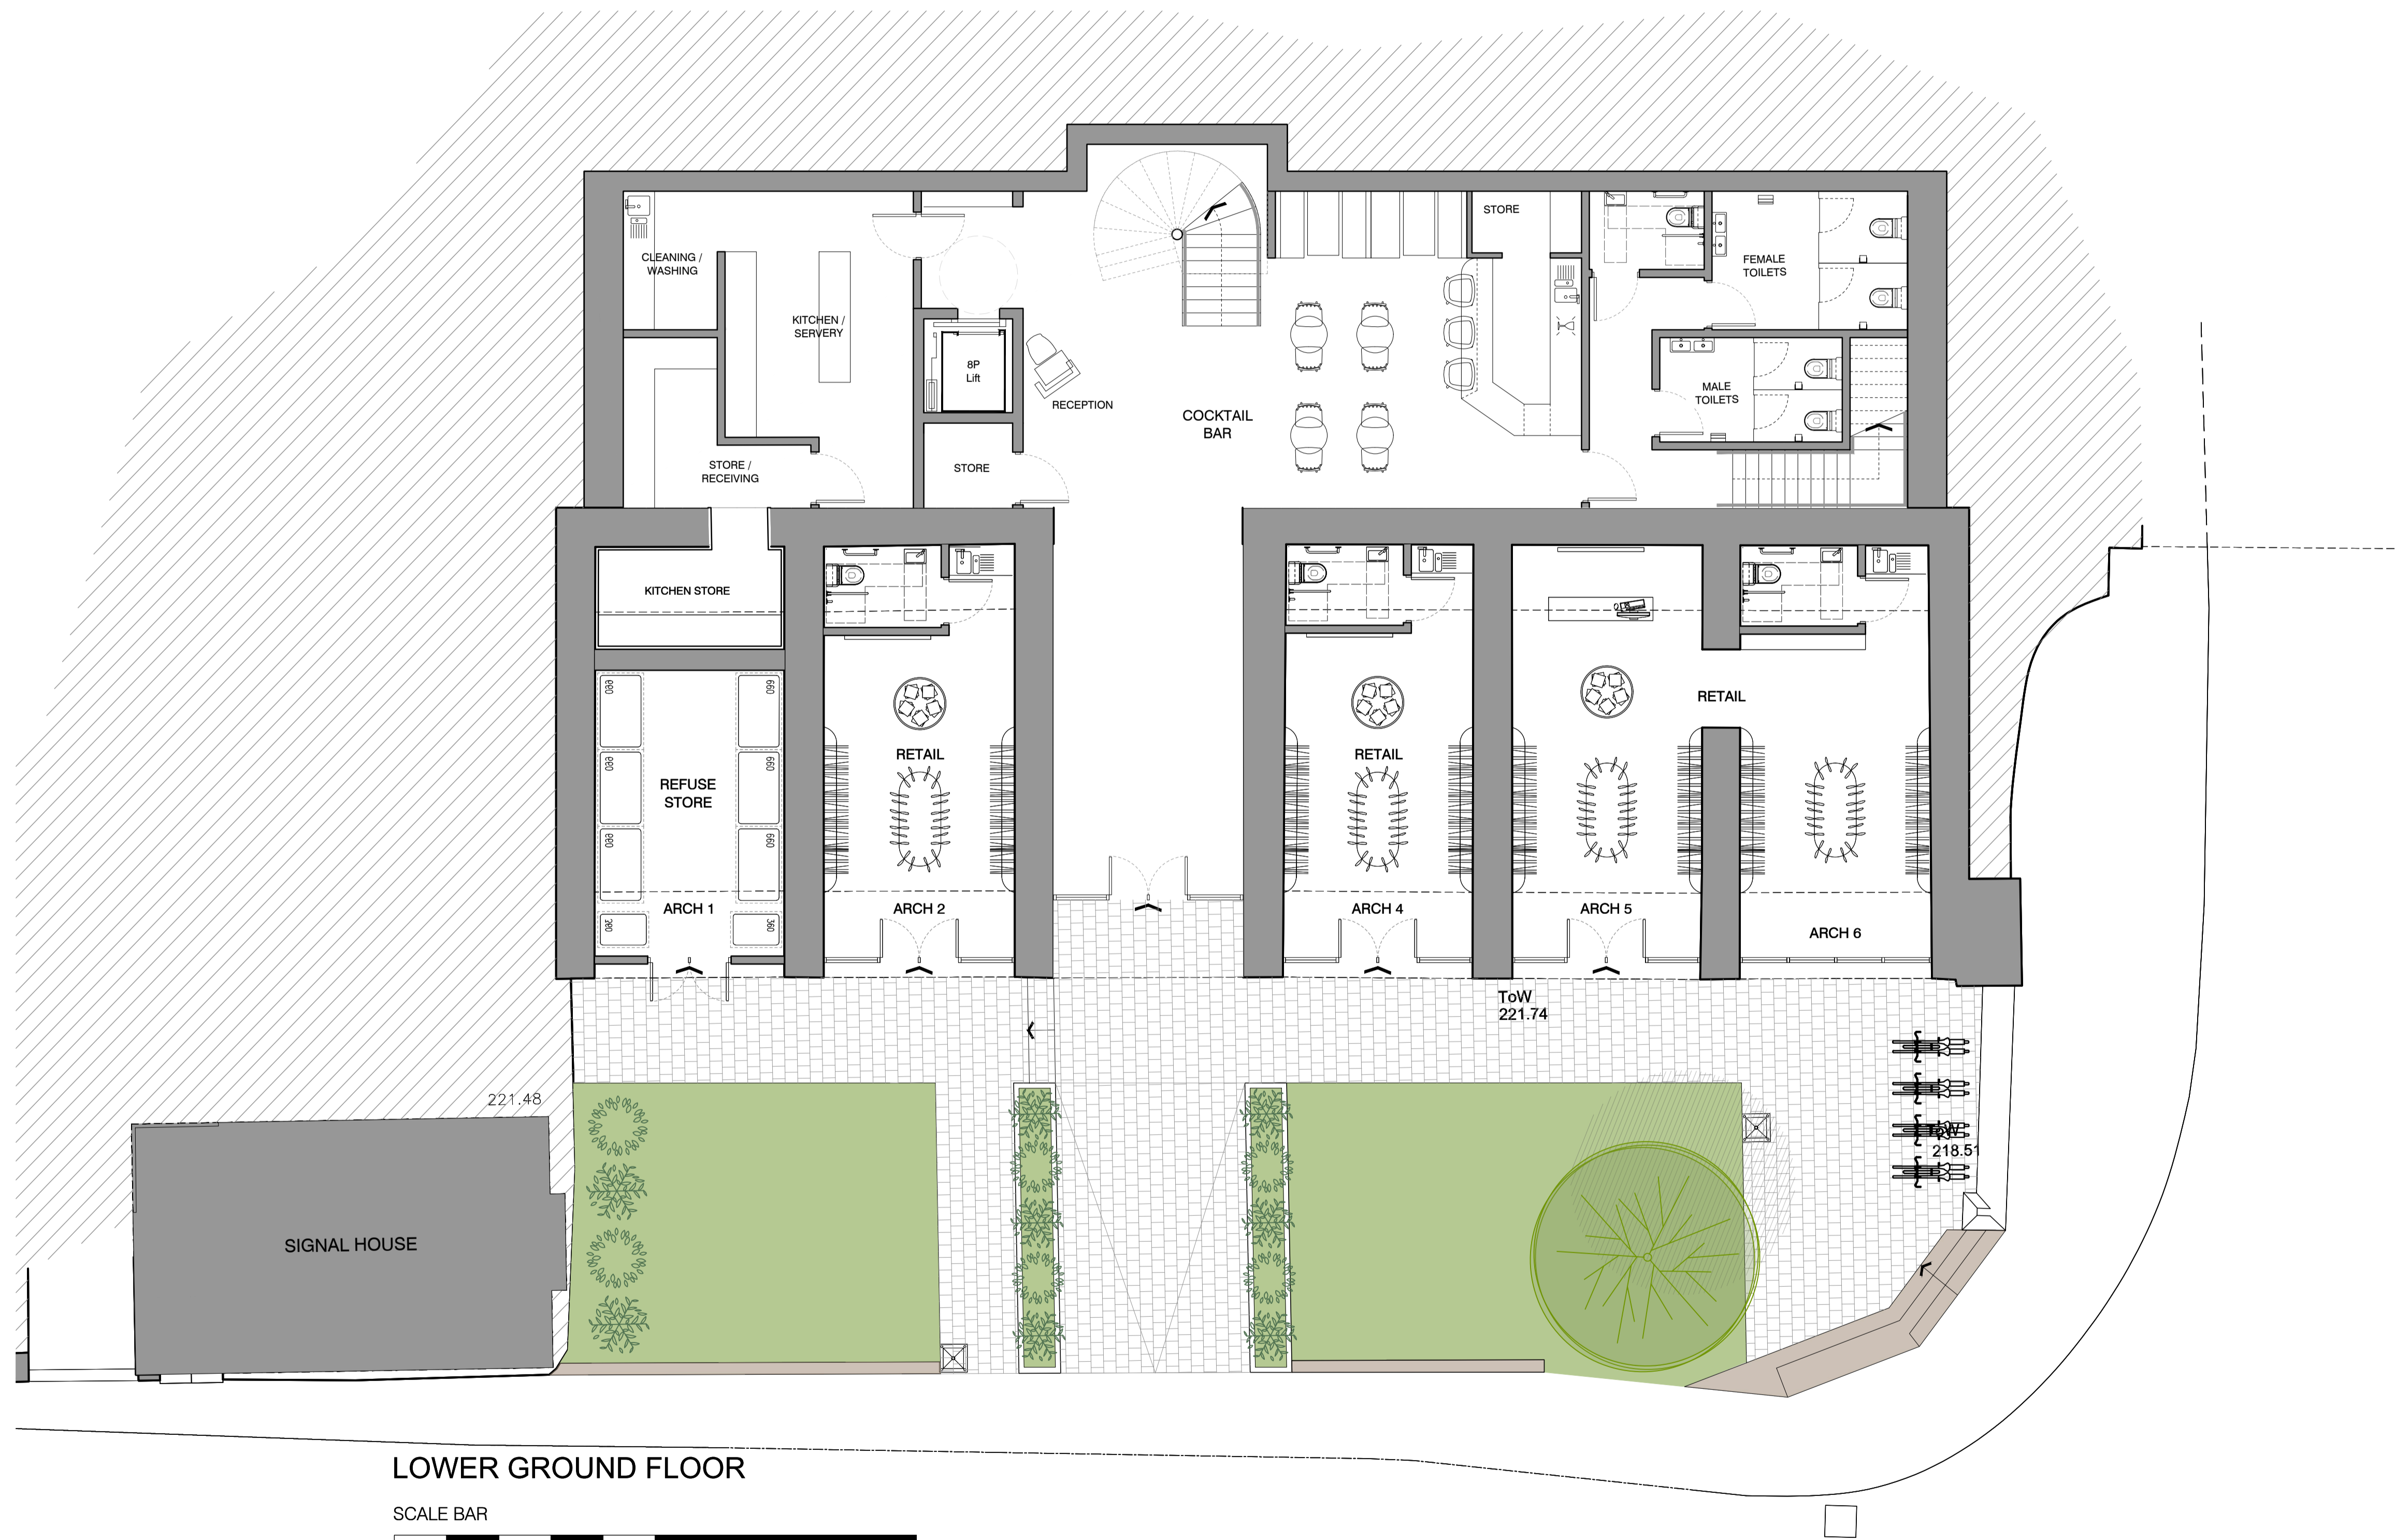 STORE
CLEANING /
WASHING
FEMALE
TOILETS
KITCHEN /
SERVERY
8P
Lift
RECEPTION
MALE
TOILETS
COCKTAIL
BAR
STORE /
RECEIVING
STORE
KITCHEN STORE
660
660
RETAIL
660
660
RETAIL
RETAIL
REFUSE
STORE
660
660
ARCH 1
ARCH 2
ARCH 4
ARCH 5
360
360
ARCH 6
ToW
221.74
221.48
ToW
218.51
SIGNAL HOUSE
LOWER GROUND FLOOR
SCALE BAR